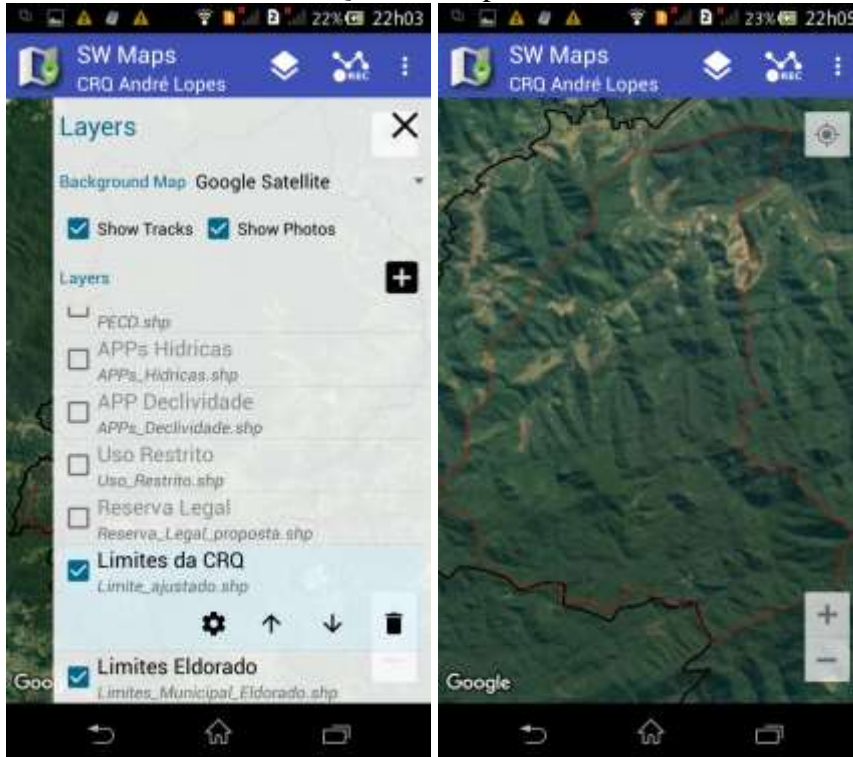 22% 22h03
SW Maps
CRQ André Lopes
REC
Layers
Background Map Google Satellite
Show Tracks Show Photos
Layers
PECD.shp
APPs Hidricas
APPs_Hidricas.shp
APP Declividade
APPs_Declividade.shp
Uso Restrito
Uso_Restrito.shp
Reserva Legal
Reserva_Legal_proposta.shp
Limites da CRQ
Limite_ajustado.shp
Limites Eldorado
Limites_Municipal_Eldorado.shp
Goo
23% 22h05
SW Maps
CRQ André Lopes
REC
Google